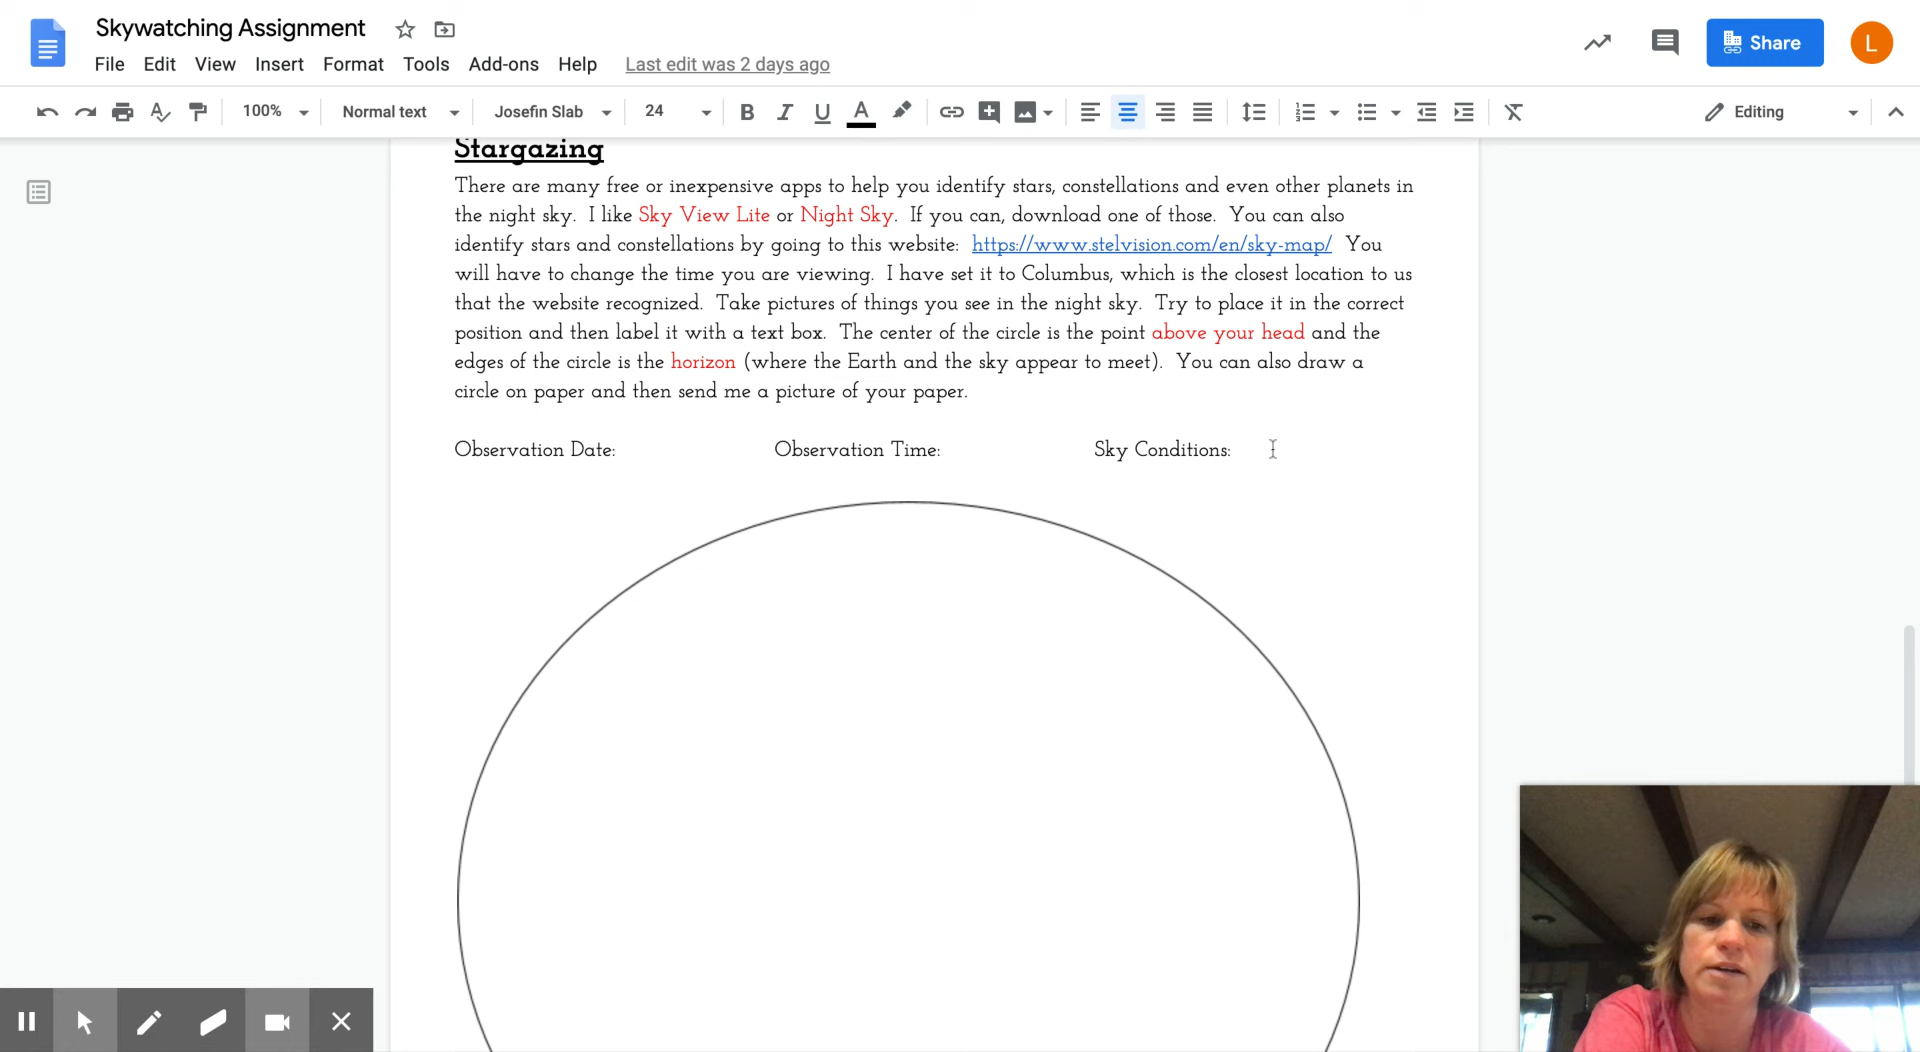 Skywatching Assignment
File Edit View Insert Format Tools Add-ons Help Last edit was 2 days ago
Share
L
100% Normal text Josefin Slab 24 B I U A Editing
Stargazing
There are many free or inexpensive apps to help you identify stars, constellations and even other planets in
the night sky. I like Sky View Lite or Night Sky. If you can, download one of those. You can also
identify stars and constellations by going to this website: https://www.stelvision.com/en/sky-map/ You
will have to change the time you are viewing. I have set it to Columbus, which is the closest location to us
that the website recognized. Take pictures of things you see in the night sky. Try to place it in the correct
position and then label it with a text box. The center of the circle is the point above your head and the
edges of the circle is the horizon (where the Earth and the sky appear to meet). You can also draw a
circle on paper and then send me a picture of your paper.
Observation Date: Observation Time: Sky Conditions: